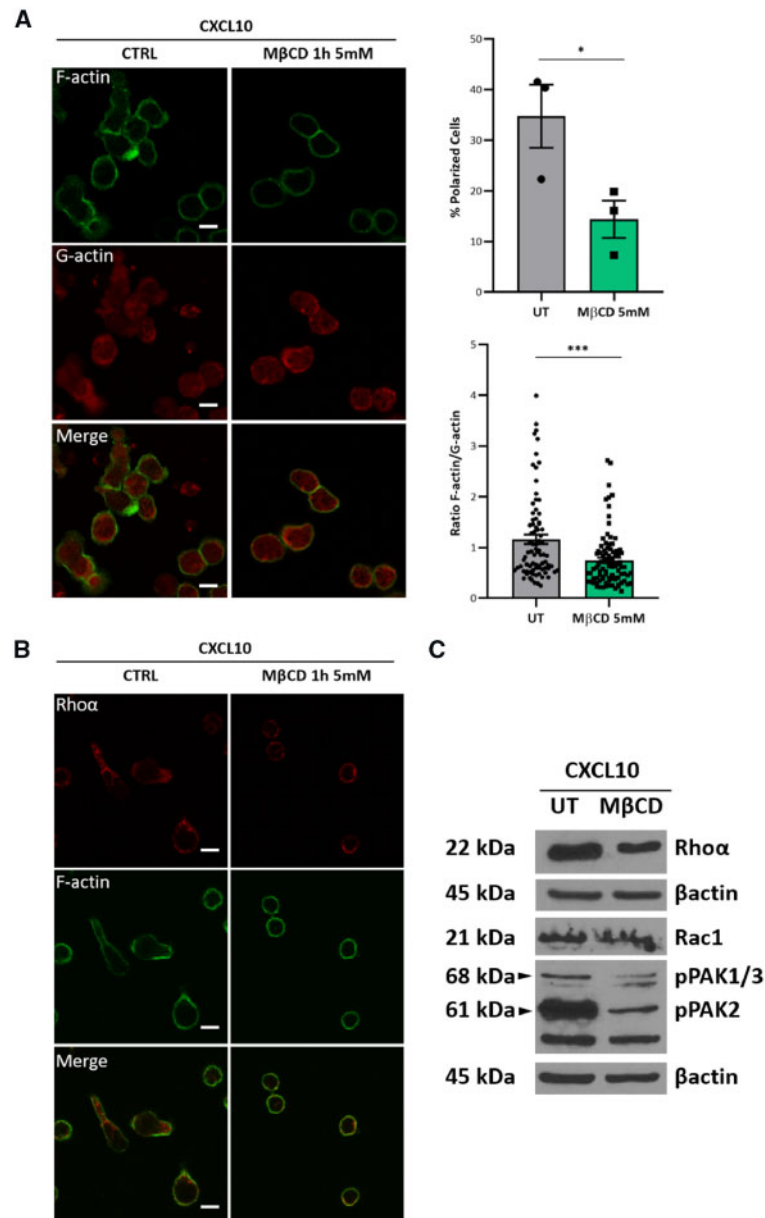 A
CXCL10
CTRL
MβCD 1h 5mM
F-actin
G-actin
Merge
% Polarized Cells
50
40
30
20
10
0
*
UT
MβCD 5mM
Ratio F-actin/G-actin
5
4
3
2
1
0
***
UT
MβCD 5mM
B
CXCL10
CTRL
MβCD 1h 5mM
Rhoα
F-actin
Merge
C
CXCL10
UT MβCD
22 kDa Rhoα
45 kDa βactin
21 kDa Rac1
68 kDa pPAK1/3
61 kDa pPAK2
45 kDa βactin